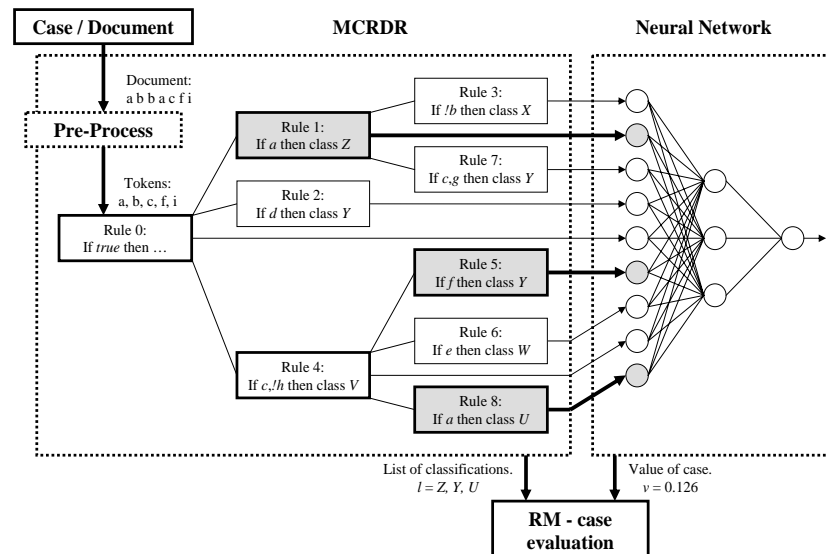 Case / Document
MCRDR
Neural Network
Document:
a b b a c f i
Pre-Process
Tokens:
a, b, c, f, i
Rule 0:
If true then ...
Rule 1:
If a then class Z
Rule 2:
If d then class Y
Rule 3:
If !b then class X
Rule 7:
If c,g then class Y
Rule 5:
If f then class Y
Rule 6:
If e then class W
Rule 4:
If c,!h then class V
Rule 8:
If a then class U
List of classifications.
l = Z, Y, U
Value of case.
v = 0.126
RM - case
evaluation